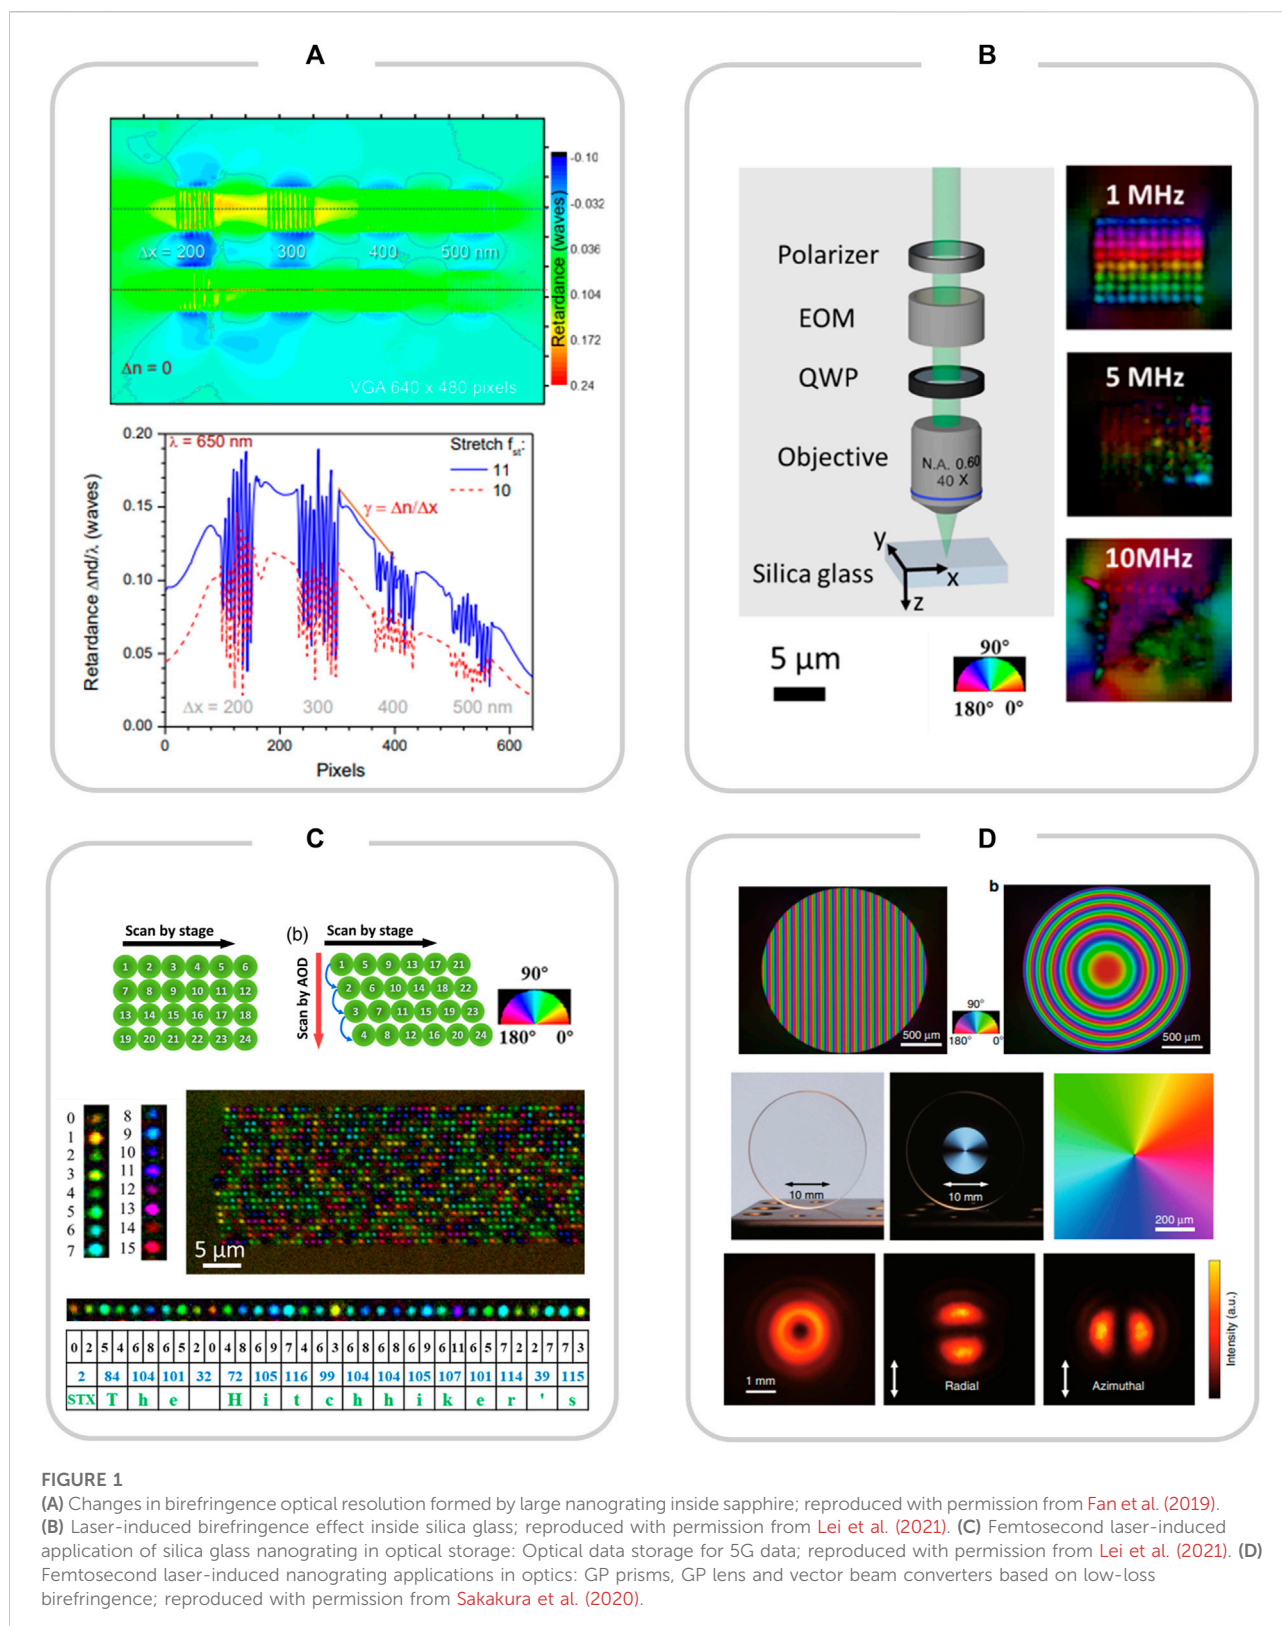 A
-0.10
-0.032
0.036
0.104
0.172
0.24
Retardance (waves)
Δx = 200 300 400 500 nm
Δn = 0
VGA 640 x 480 pixels
0.20
0.15
0.10
0.05
0.00
Retardance Δnd/λ (waves)
λ = 650 nm
Stretch fst:
11
10
γ = Δn/Δx
Δx = 200 300 400 500 nm
0 200 400 600
Pixels
B
Polarizer
EOM
QWP
Objective
N.A. 0.60
40 X
Silica glass
y
x
z
5 μm
90°
180° 0°
1 MHz
5 MHz
10MHz
C
Scan by stage
1 2 3 4 5 6
7 8 9 10 11 12
13 14 15 16 17 18
19 20 21 22 23 24
(b)
Scan by stage
Scan by AOD
1 5 9 13 17 21
2 6 10 14 18 22
3 7 11 15 19 23
4 8 12 16 20 24
90°
180° 0°
0 8
1 9
2 10
3 11
4 12
5 13
6 14
7 15
5 μm
0 2 5 4 6 8 6 5 2 0 4 8 6 9 7 4 6 3 6 8 6 8 6 9 6 11 6 5 7 2 2 7 7 3
2 84 104 101 32 72 105 116 99 104 104 105 107 101 114 39 115
STX T h e H i t c h h i k e r ' s
D
500 μm
90°
180° 0°
b
500 μm
10 mm
10 mm
200 μm
1 mm
Radial
Azimuthal
Intensity (a.u.)
FIGURE 1
(A) Changes in birefringence optical resolution formed by large nanograting inside sapphire; reproduced with permission from Fan et al. (2019).
(B) Laser-induced birefringence effect inside silica glass; reproduced with permission from Lei et al. (2021). (C) Femtosecond laser-induced
application of silica glass nanograting in optical storage: Optical data storage for 5G data; reproduced with permission from Lei et al. (2021). (D)
Femtosecond laser-induced nanograting applications in optics: GP prisms, GP lens and vector beam converters based on low-loss
birefringence; reproduced with permission from Sakakura et al. (2020).